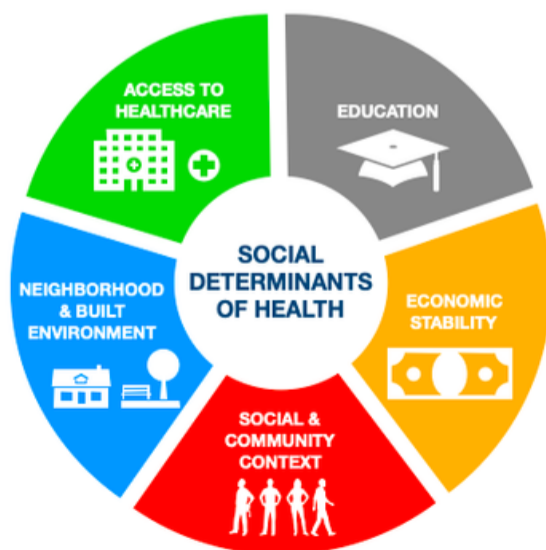 ACCESS TO
HEALTHCARE
EDUCATION
SOCIAL
DETERMINANTS
OF HEALTH
NEIGHBORHOOD
& BUILT
ENVIRONMENT
ECONOMIC
STABILITY
SOCIAL &
COMMUNITY
CONTEXT